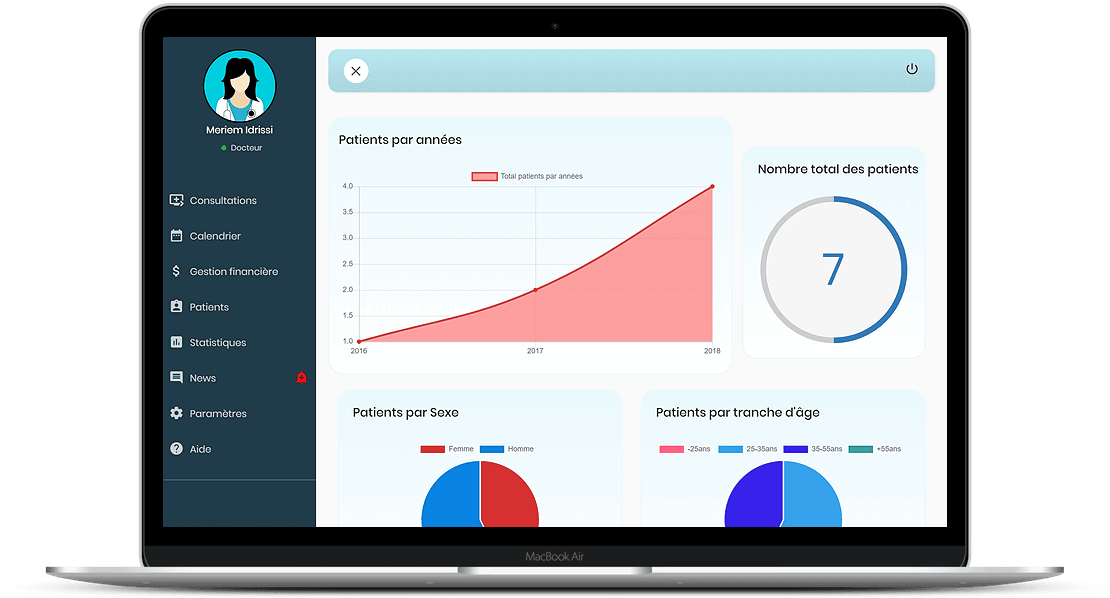 Meriem Idrissi
Docteur
Consultations
Calendrier
Gestion financière
Patients
Statistiques
News
Paramètres
Aide
Patients par années
Total patients par années
4.0
3.5
3.0
2.5
2.0
1.5
1.0
2016 2017 2018
Nombre total des patients
7
Patients par Sexe
Femme Homme
Patients par tranche d'âge
-25ans 25-35ans 35-55ans +55ans
MacBook Air